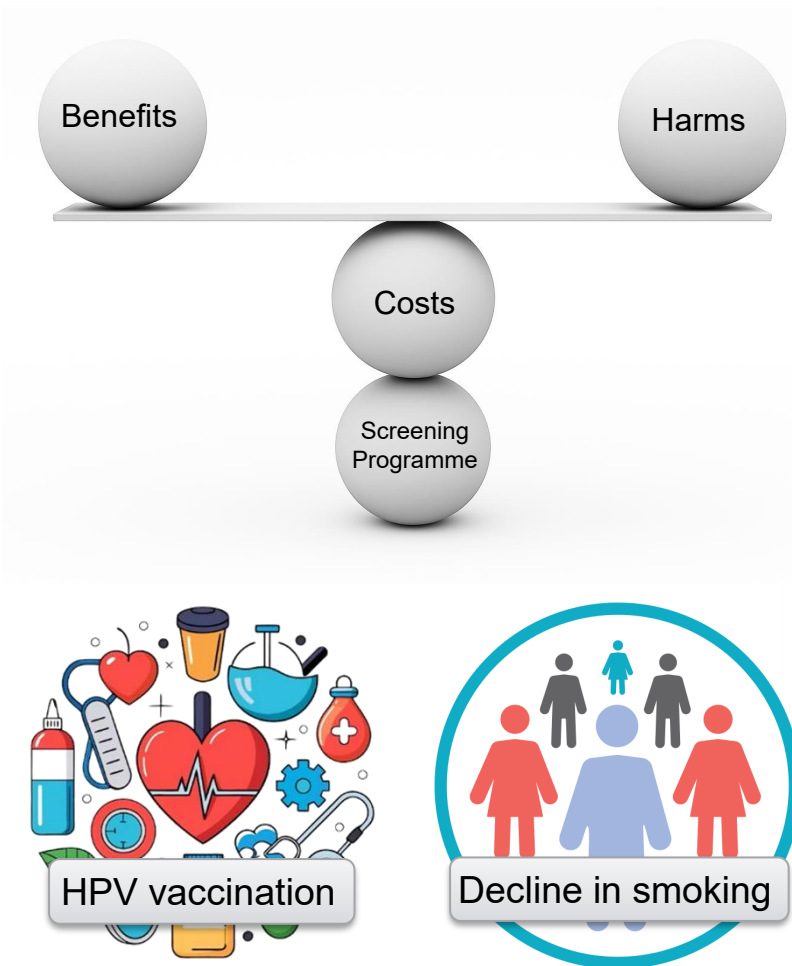 Benefits
Harms
Costs
Screening
Programme
HPV vaccination
Decline in smoking